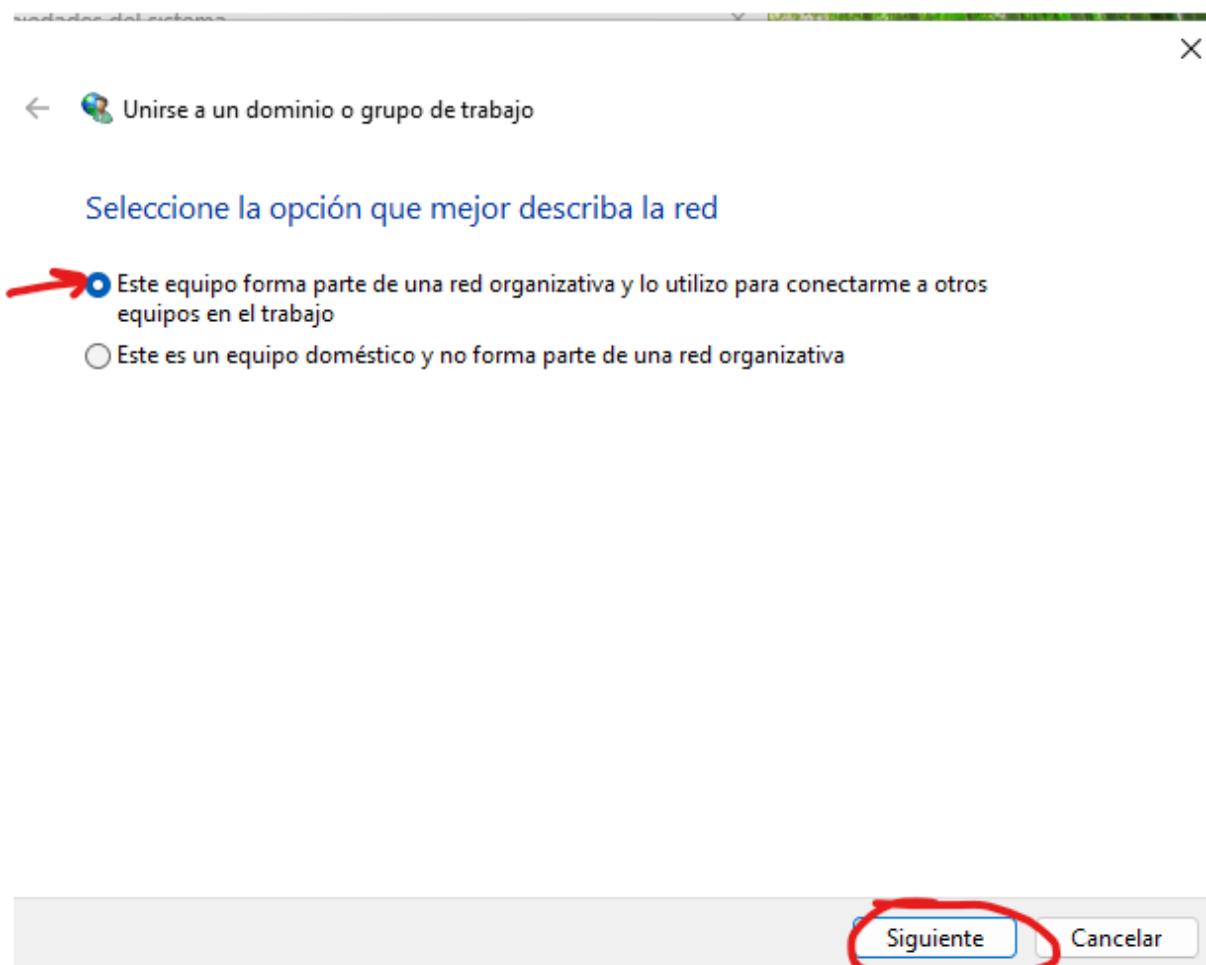 Unirse a un dominio o grupo de trabajo
Seleccione la opción que mejor describa la red
Este equipo forma parte de una red organizativa y lo utilizo para conectarme a otros
equipos en el trabajo
Este es un equipo doméstico y no forma parte de una red organizativa
Siguiente
Cancelar